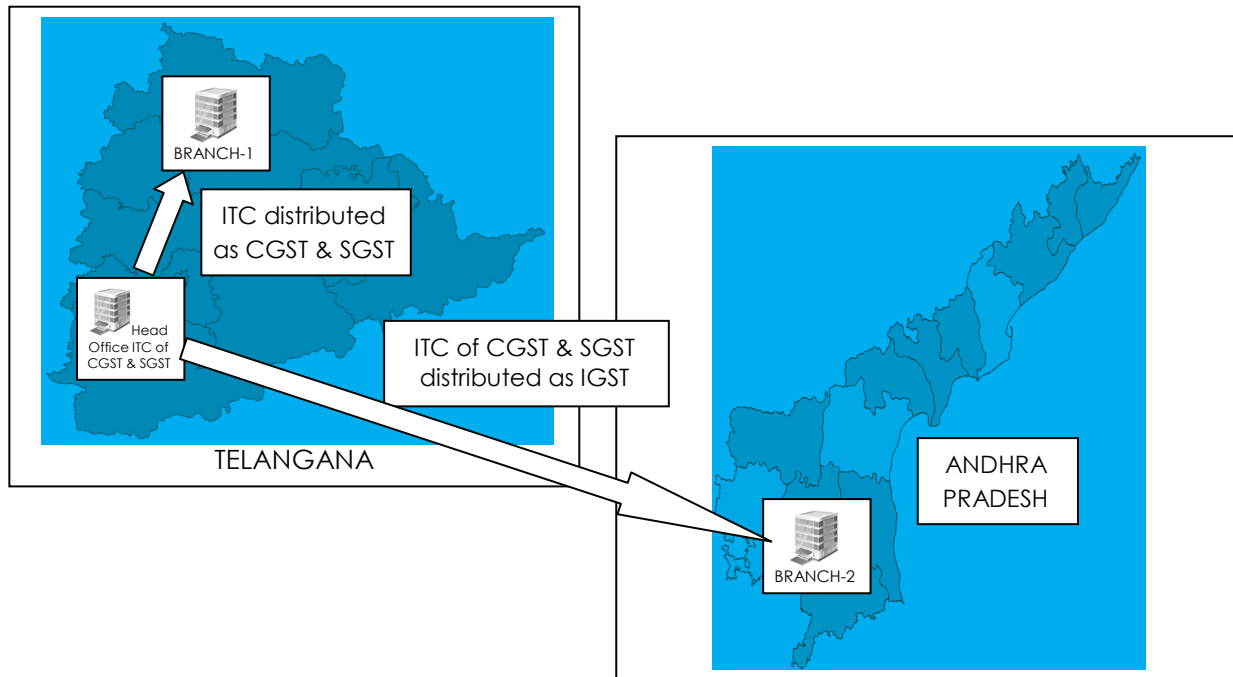 BRANCH-1
ITC distributed
as CGST & SGST
Head
Office ITC of
CGST & SGST
ITC of CGST & SGST
distributed as IGST
TELANGANA
ANDHRA
PRADESH
BRANCH-2